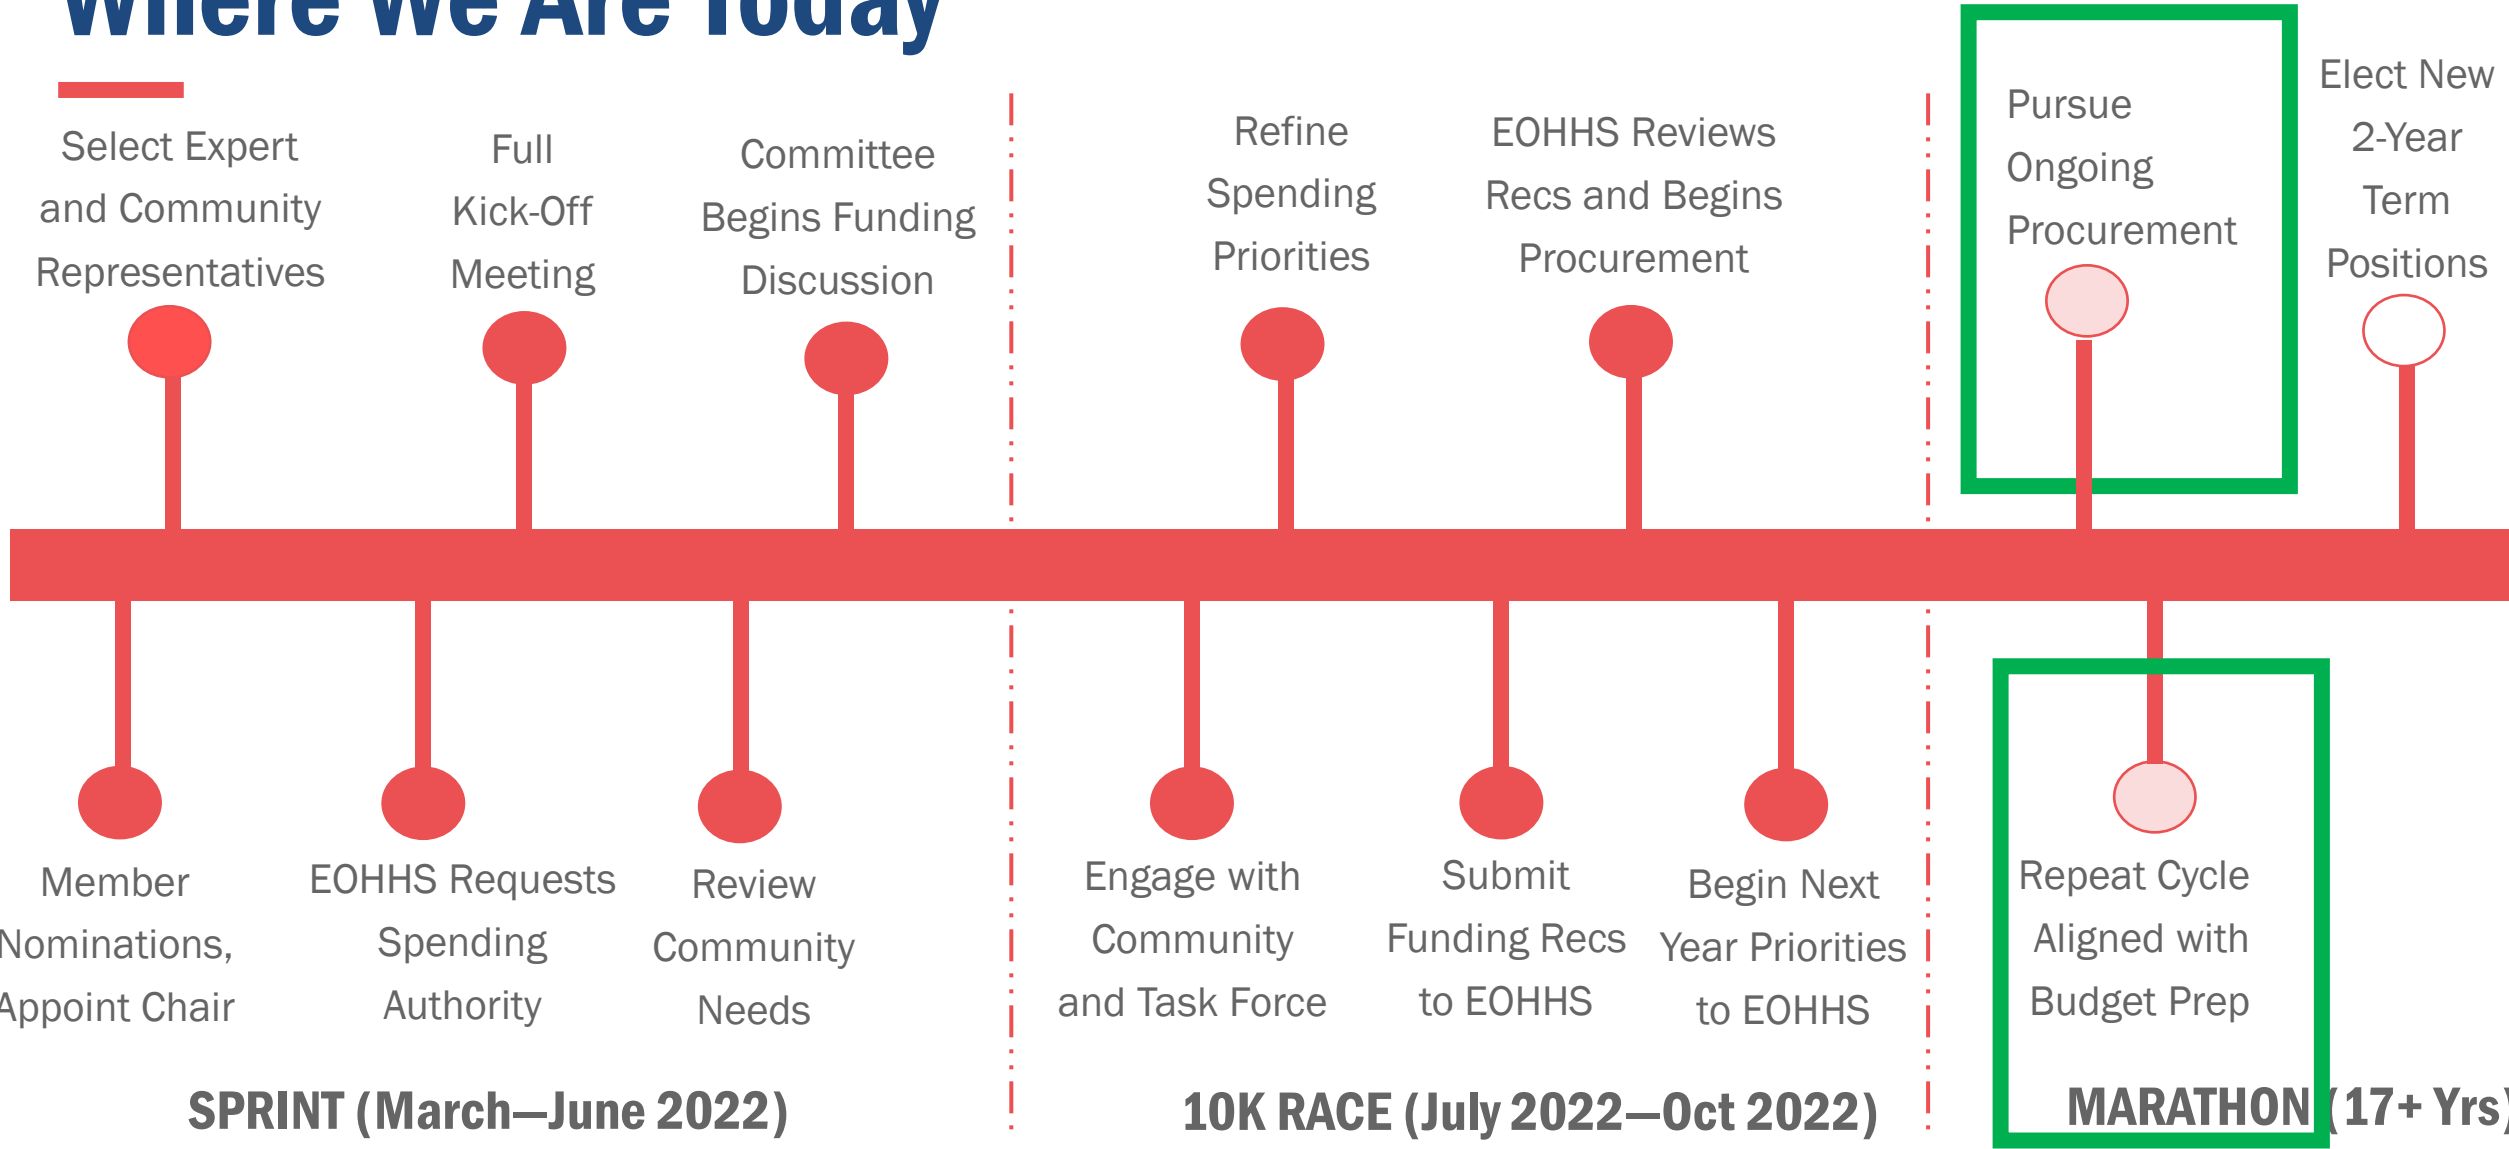 Where We Are Today
Select Expert
and Community
Representatives
Full
Kick-Off
Meeting
Committee
Begins Funding
Discussion
Refine
Spending
Priorities
EOHHS Reviews
Recs and Begins
Procurement
Pursue
Ongoing
Procurement
Elect New
2-Year
Term
Positions
Member
Nominations,
Appoint Chair
EOHHS Requests
Spending
Authority
Review
Community
Needs
Engage with
Community
and Task Force
Submit
Funding Recs
to EOHHS
Begin Next
Year Priorities
to EOHHS
Repeat Cycle
Aligned with
Budget Prep
SPRINT (March—June 2022)
10K RACE (July 2022—Oct 2022)
MARATHON (17+ Yrs)